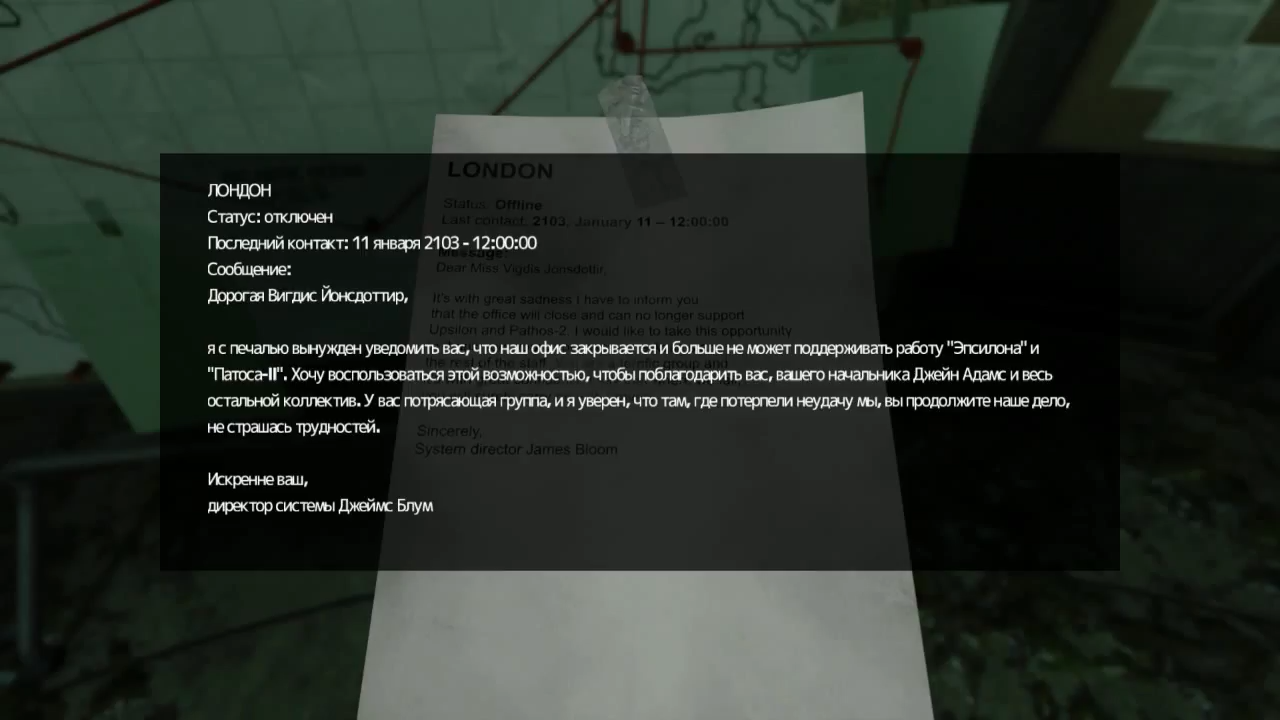 LONDON
Status: Offline
Last contact: 2103, January 11 – 12:00:00
Message:
Dear Miss Vigdis Jonsdotlir,
It's with great sadness I have to inform you
that the office will close and can no longer support
Upsilon and Pathos-2. I would like to take this opportunity
Sincerely,
System director James Bloom
ЛОНДОН
Статус: отключен
Последний контакт: 11 января 2103 - 12:00:00
Сообщение:
Дорогая Вигдис Йонсдоттир,
я с печалью вынужден уведомить вас, что наш офис закрывается и больше не может поддерживать работу "Эпсилона" и
"Патоса-II". Хочу воспользоваться этой возможностью, чтобы поблагодарить вас, вашего начальника Джейн Адамс и весь
остальной коллектив. У вас потрясающая группа, и я уверен, что там, где потерпели неудачу мы, вы продолжите наше дело,
не страшась трудностей.
Искренне ваш,
директор системы Джеймс Блум